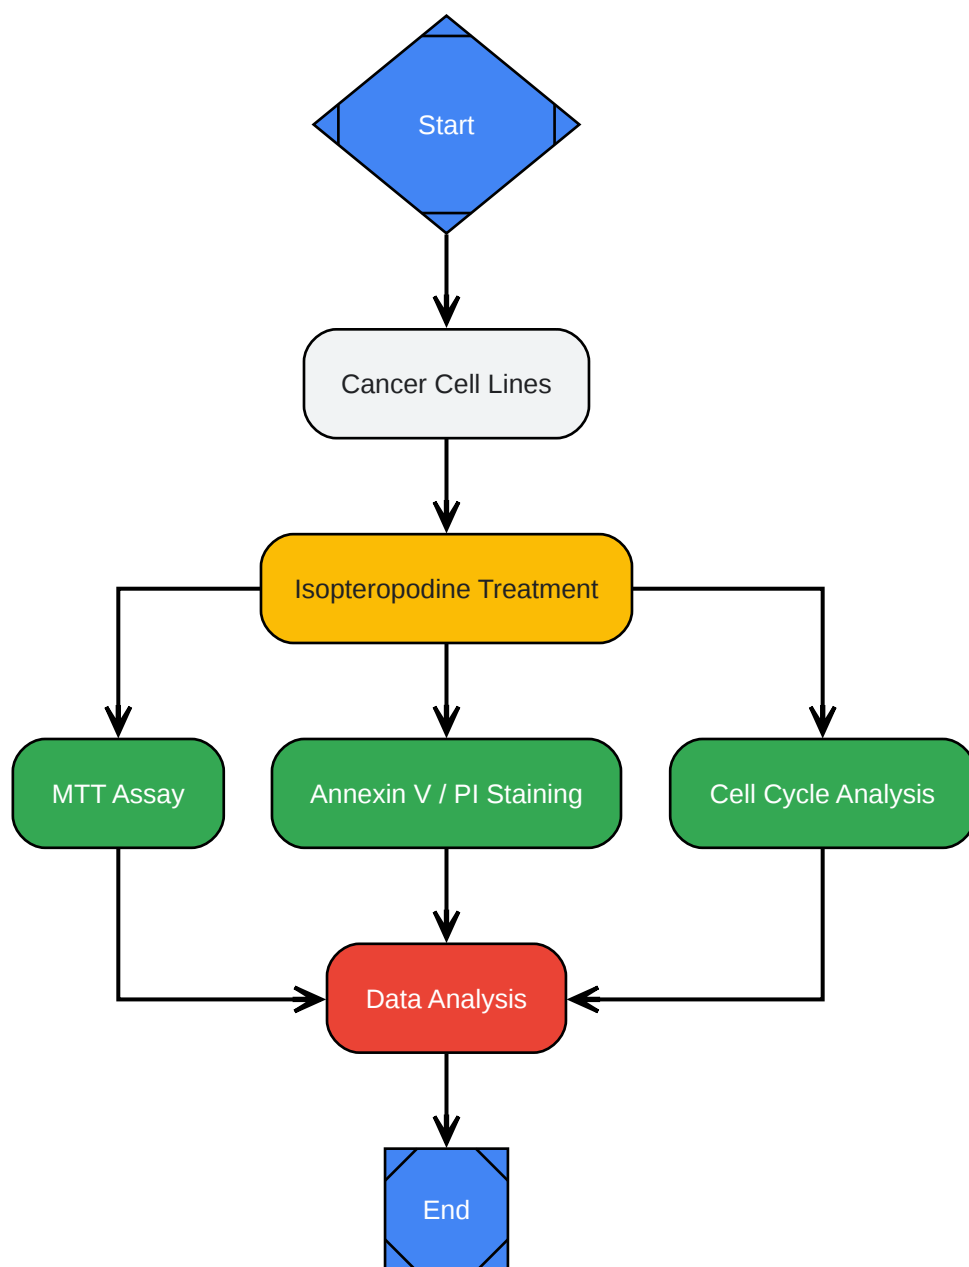 Start
Cancer Cell Lines
Isopteropodine Treatment
MTT Assay
Annexin V / PI Staining
Cell Cycle Analysis
Data Analysis
End